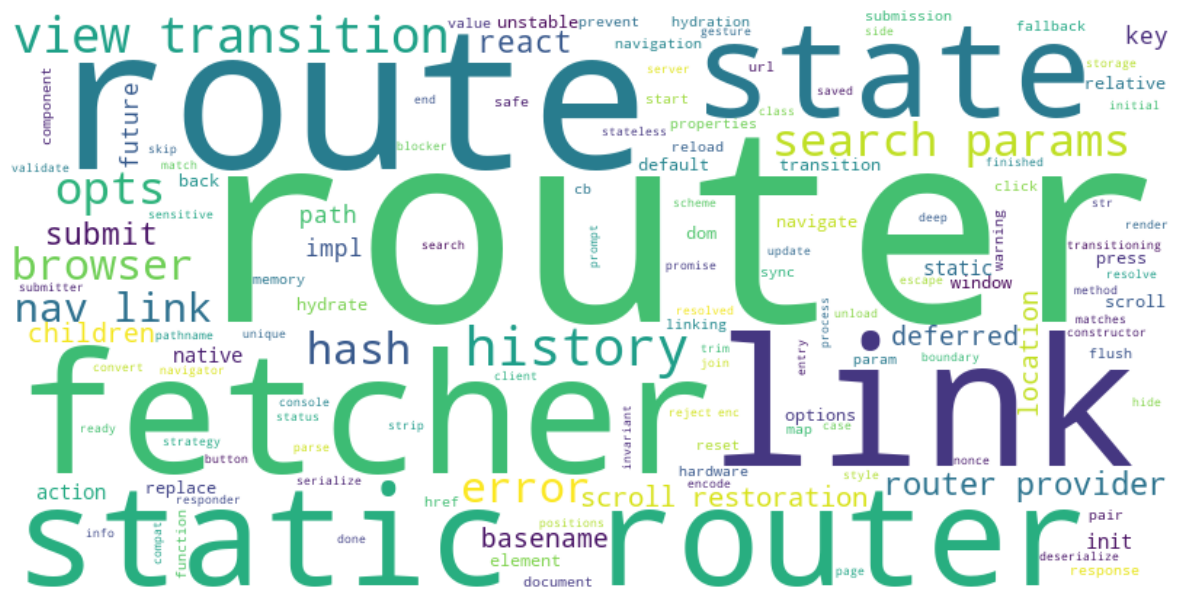 view transition
value
unstable
prevent
hydration
gesture
submission
side
fallback
key
react
navigation
route
state
component
future
server
url
storage
relative
end
safe
start
saved
class
initial
stateless
properties
search params
skip
blocker
reload
validate
match
default
transition
finished
opts
back
cb
click
sensitive
path
scheme
str
router
navigate
deep
render
submit
impl
search
prompt
dom
update
warning
transitioning
browser
promise
sync
static
press
resolve
submitter
memory
escape
window
method
nav link
hydrate
resolved
process
unload
location
scroll
matches
children
pathname
unique
linking
constructor
hash
history
deferred
native
trim
entry
param
boundary
flush
convert
navigator
client
join
link
fetcher
console
status
strip
invariant
reject
enc
options
map
case
hide
ready
strategy
parse
reset
button
hardware
nonce
serialize
encode
style
action
replace
responder
href
error
scroll restoration
router provider
static router
info
compat
function
done
positions
basename
element
document
page
pair
init
deserialize
response